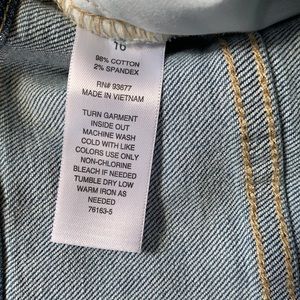 16
98% COTTON
2% SPANDEX
RN# 93677
MADE IN VIETNAM
TURN GARMENT
INSIDE OUT
MACHINE WASH
COLD WITH LIKE
COLORS USE ONLY
NON-CHLORINE
BLEACH IF NEEDED
TUMBLE DRY LOW
WARM IRON AS
NEEDED
76163-5